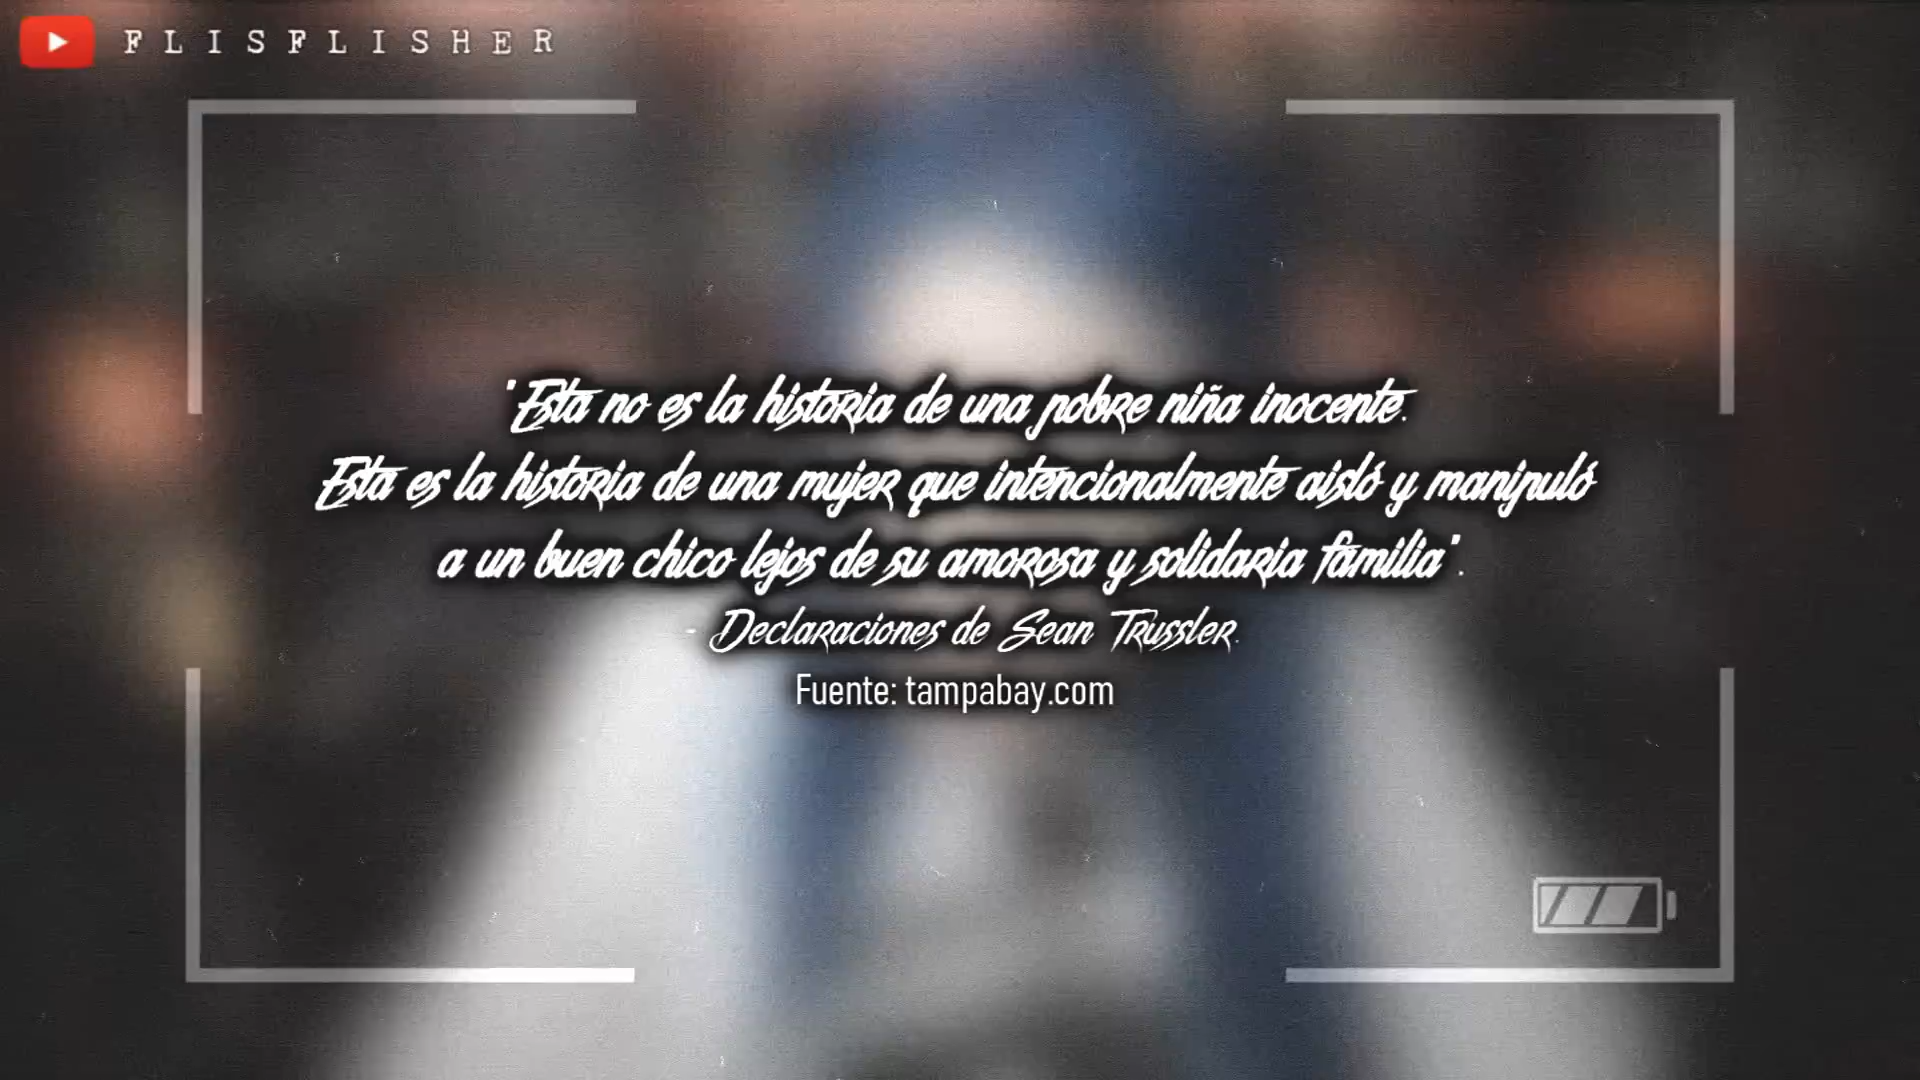 FLISFLISHER
"Esta no es la historia de una pobre niña inocente.
Esta es la historia de una mujer que intencionalmente aisló y manipuló
a un buen chico lejos de su amorosa y solidaria familia".
- Declaraciones de Sean Trussler.
Fuente: tampabay.com